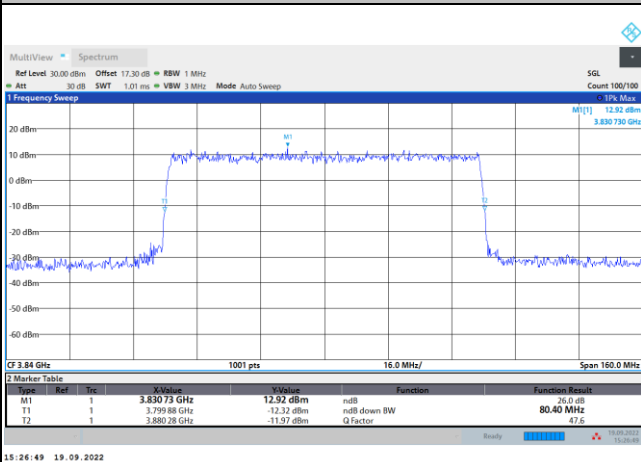 MultiView Spectrum
Ref Level 30.00 dBm Offset 17.30 dB RBW 1 MHz SGL
Att 30 dB SWT 1.01 ms VBW 3 MHz Mode Auto Sweep Count 100/100
1 Frequency Sweep 1Pk Max
M1[1] 12.92 dBm
3.830 730 GHz
20 dBm
M1
10 dBm
0 dBm
T1 T2
-10 dBm
-20 dBm
-30 dBm
-40 dBm
-50 dBm
-60 dBm
CF 3.84 GHz 1001 pts 16.0 MHz/ Span 160.0 MHz
2 Marker Table
Type Ref Trc X-Value Y-Value Function Function Result
M1 1 3.830 73 GHz 12.92 dBm ndB 26.0 dB
T1 1 3.799 88 GHz -12.32 dBm ndB down BW 80.40 MHz
T2 1 3.880 28 GHz -11.97 dBm Q Factor 47.6
Ready 19.09.2022
15:26:49
15:26:49 19.09.2022